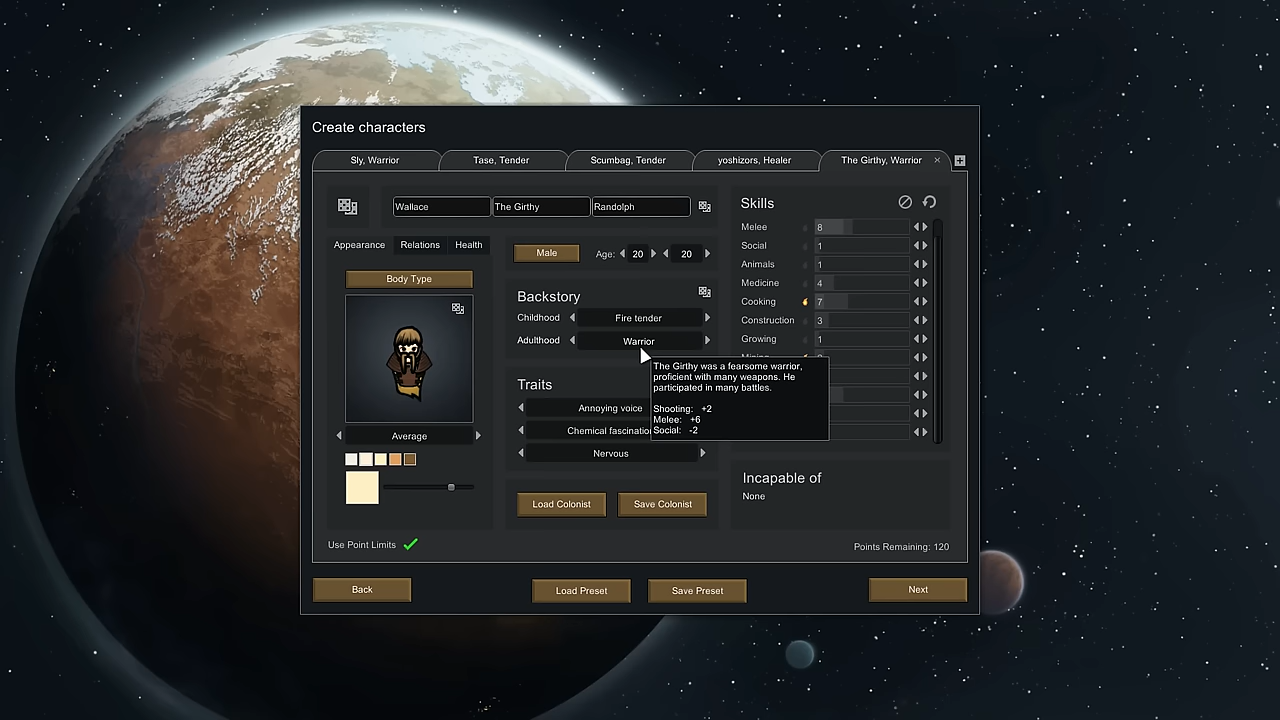 Create characters
Sly, Warrior
Tase, Tender
Scumbag, Tender
yoshizors, Healer
The Girthy, Warrior
Wallace
The Girthy
Randolph
Appearance
Relations
Health
Body Type
Average
Male
Age:
20
20
Backstory
Childhood
Fire tender
Adulthood
Warrior
The Girthy was a fearsome warrior,
proficient with many weapons. He
participated in many battles.
Shooting: +2
Melee: +6
Social: -2
Traits
Annoying voice
Chemical fascination
Nervous
Load Colonist
Save Colonist
Skills
Melee 8
Social 1
Animals 1
Medicine 4
Cooking 7
Construction 3
Growing 1
Incapable of
None
Use Point Limits
Points Remaining: 120
Back
Load Preset
Save Preset
Next